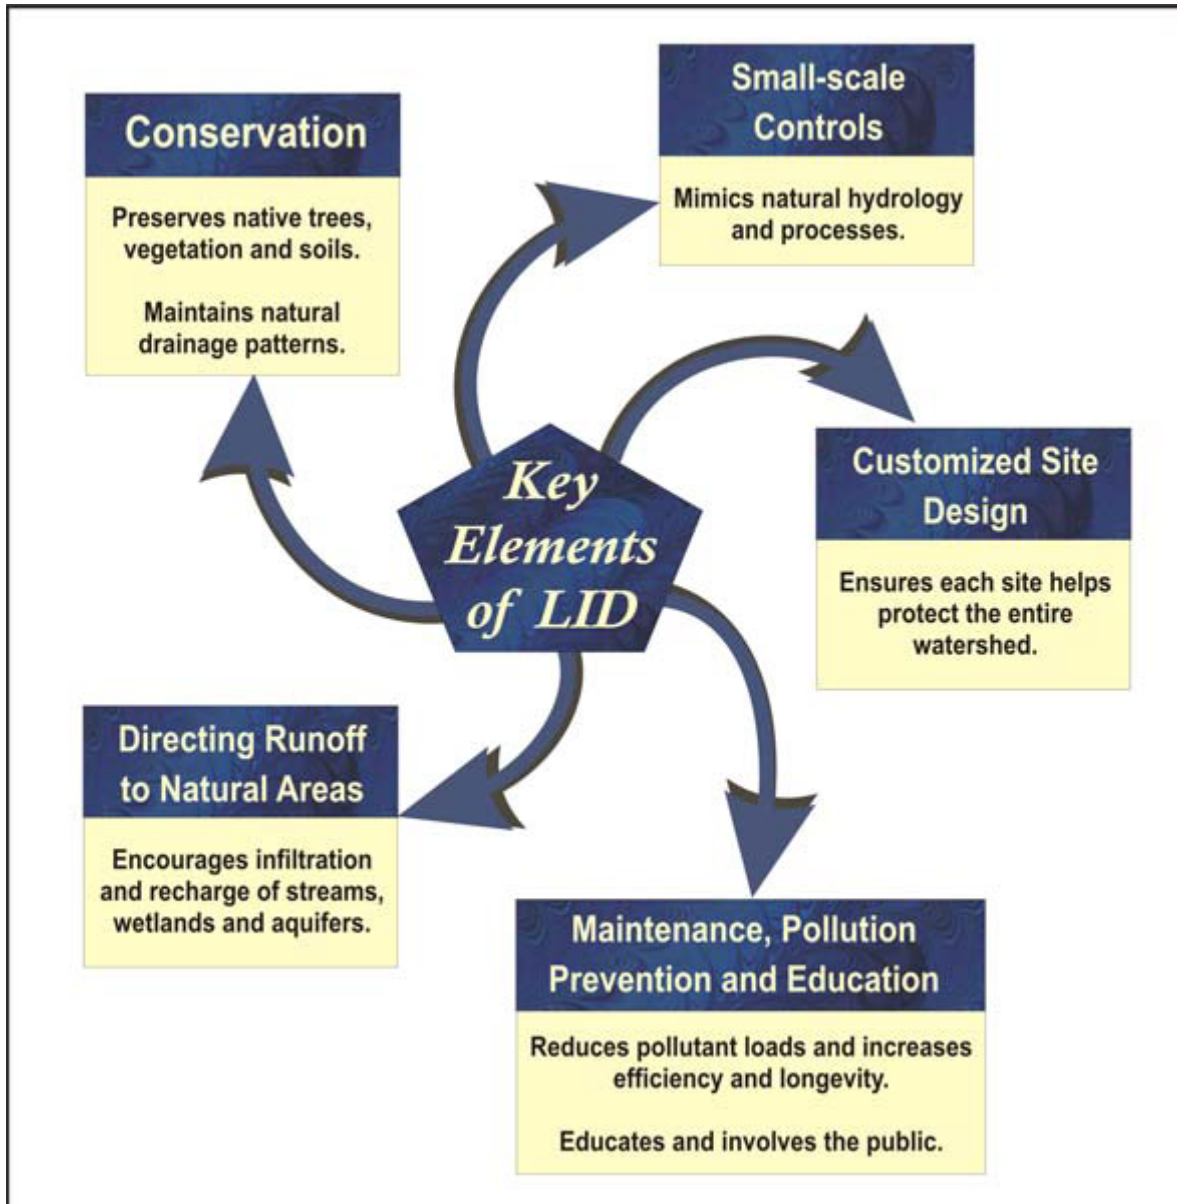 Small-scale
Controls
Mimics natural hydrology
and processes.
Conservation
Preserves native trees,
vegetation and soils.
Maintains natural
drainage patterns.
Key
Elements
of LID
Customized Site
Design
Ensures each site helps
protect the entire
watershed.
Directing Runoff
to Natural Areas
Encourages infiltration
and recharge of streams,
wetlands and aquifers.
Maintenance, Pollution
Prevention and Education
Reduces pollutant loads and increases
efficiency and longevity.
Educates and involves the public.